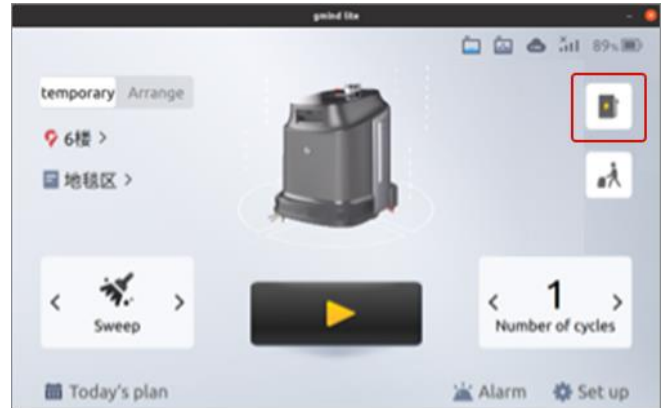 gmind lite
89%
temporary Arrange
6楼 >
地毯区 >
< Sweep >
< 1 >
Number of cycles
Today's plan
Alarm
Set up